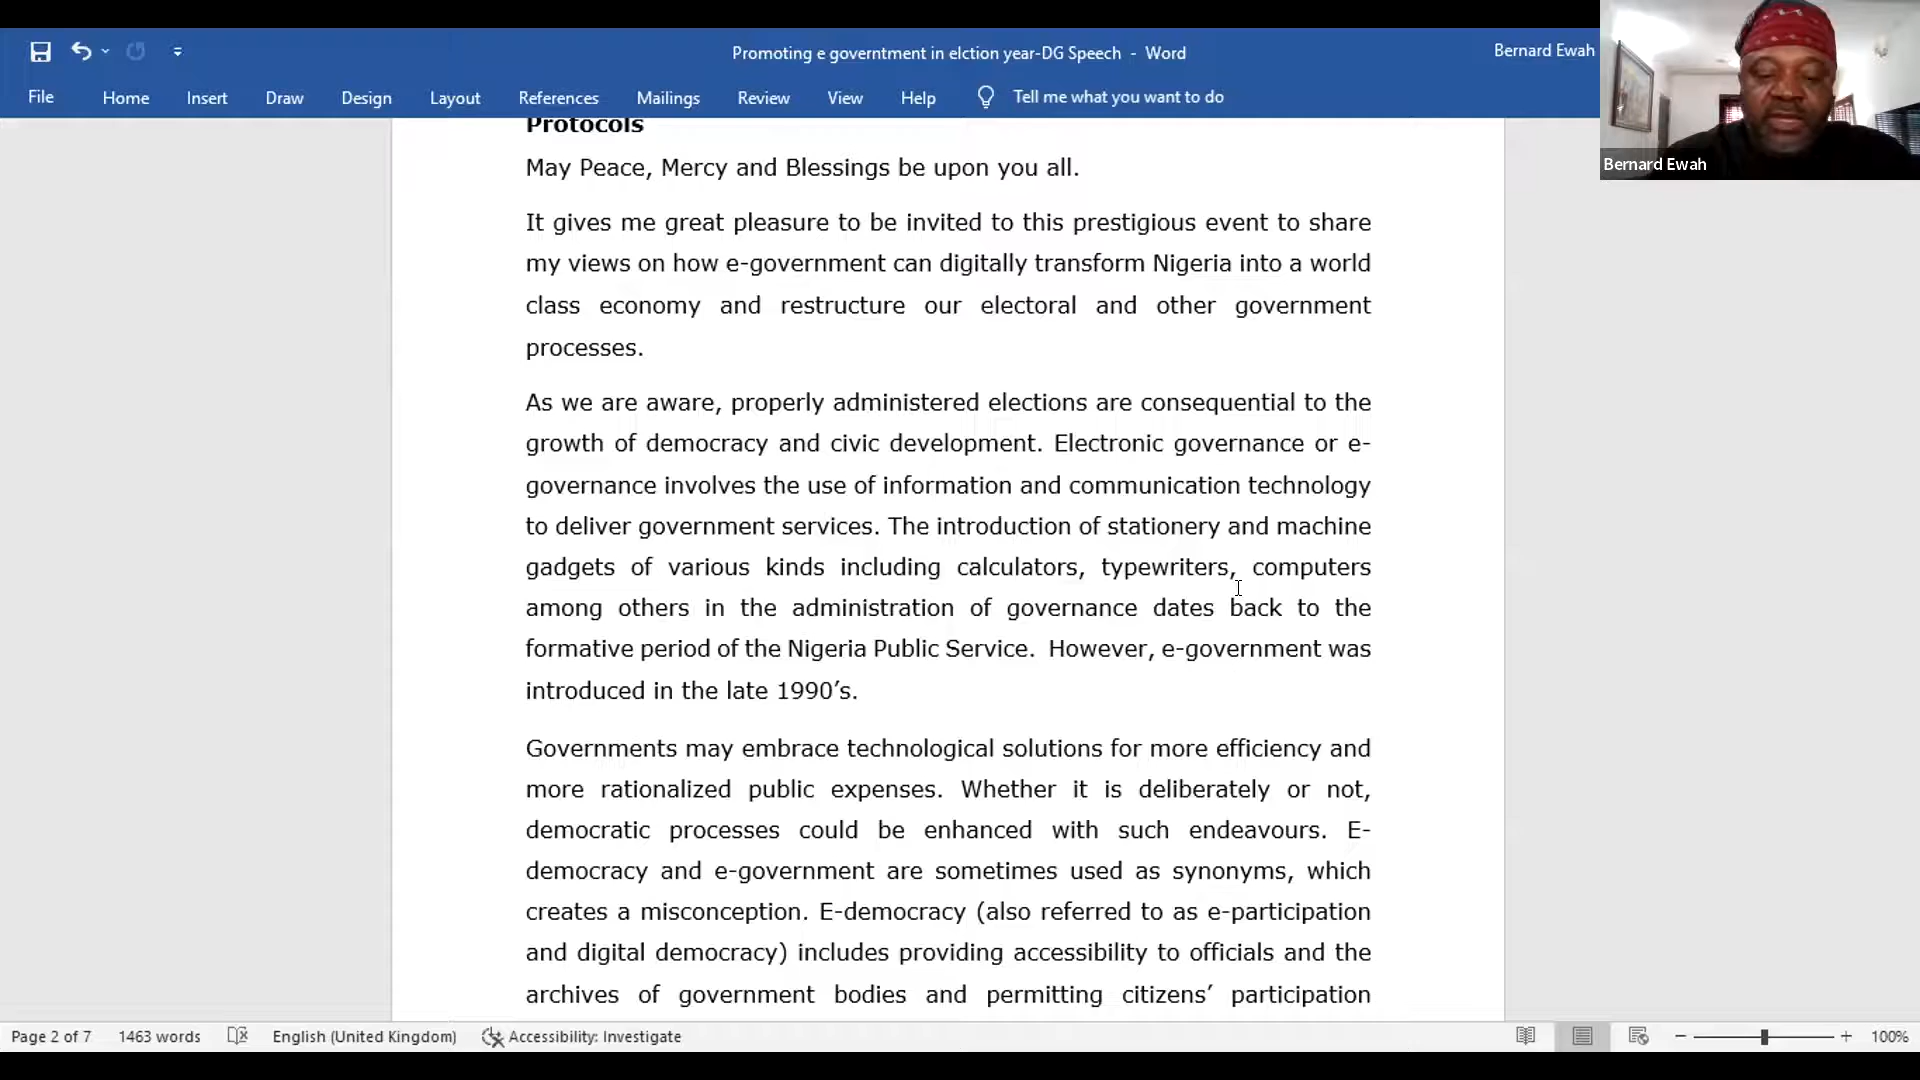 Promoting e governtment in elction year-DG Speech - Word
Bernard Ewah
File Home Insert Draw Design Layout References Mailings Review View Help Tell me what you want to do
Bernard Ewah
Protocols
May Peace, Mercy and Blessings be upon you all.
It gives me great pleasure to be invited to this prestigious event to share
my views on how e-government can digitally transform Nigeria into a world
class economy and restructure our electoral and other government
processes.
As we are aware, properly administered elections are consequential to the
growth of democracy and civic development. Electronic governance or e-
governance involves the use of information and communication technology
to deliver government services. The introduction of stationery and machine
gadgets of various kinds including calculators, typewriters, computers
among others in the administration of governance dates back to the
formative period of the Nigeria Public Service. However, e-government was
introduced in the late 1990’s.
Governments may embrace technological solutions for more efficiency and
more rationalized public expenses. Whether it is deliberately or not,
democratic processes could be enhanced with such endeavours. E-
democracy and e-government are sometimes used as synonyms, which
creates a misconception. E-democracy (also referred to as e-participation
and digital democracy) includes providing accessibility to officials and the
archives of government bodies and permitting citizens’ participation
Page 2 of 7 1463 words English (United Kingdom) Accessibility: Investigate 100%